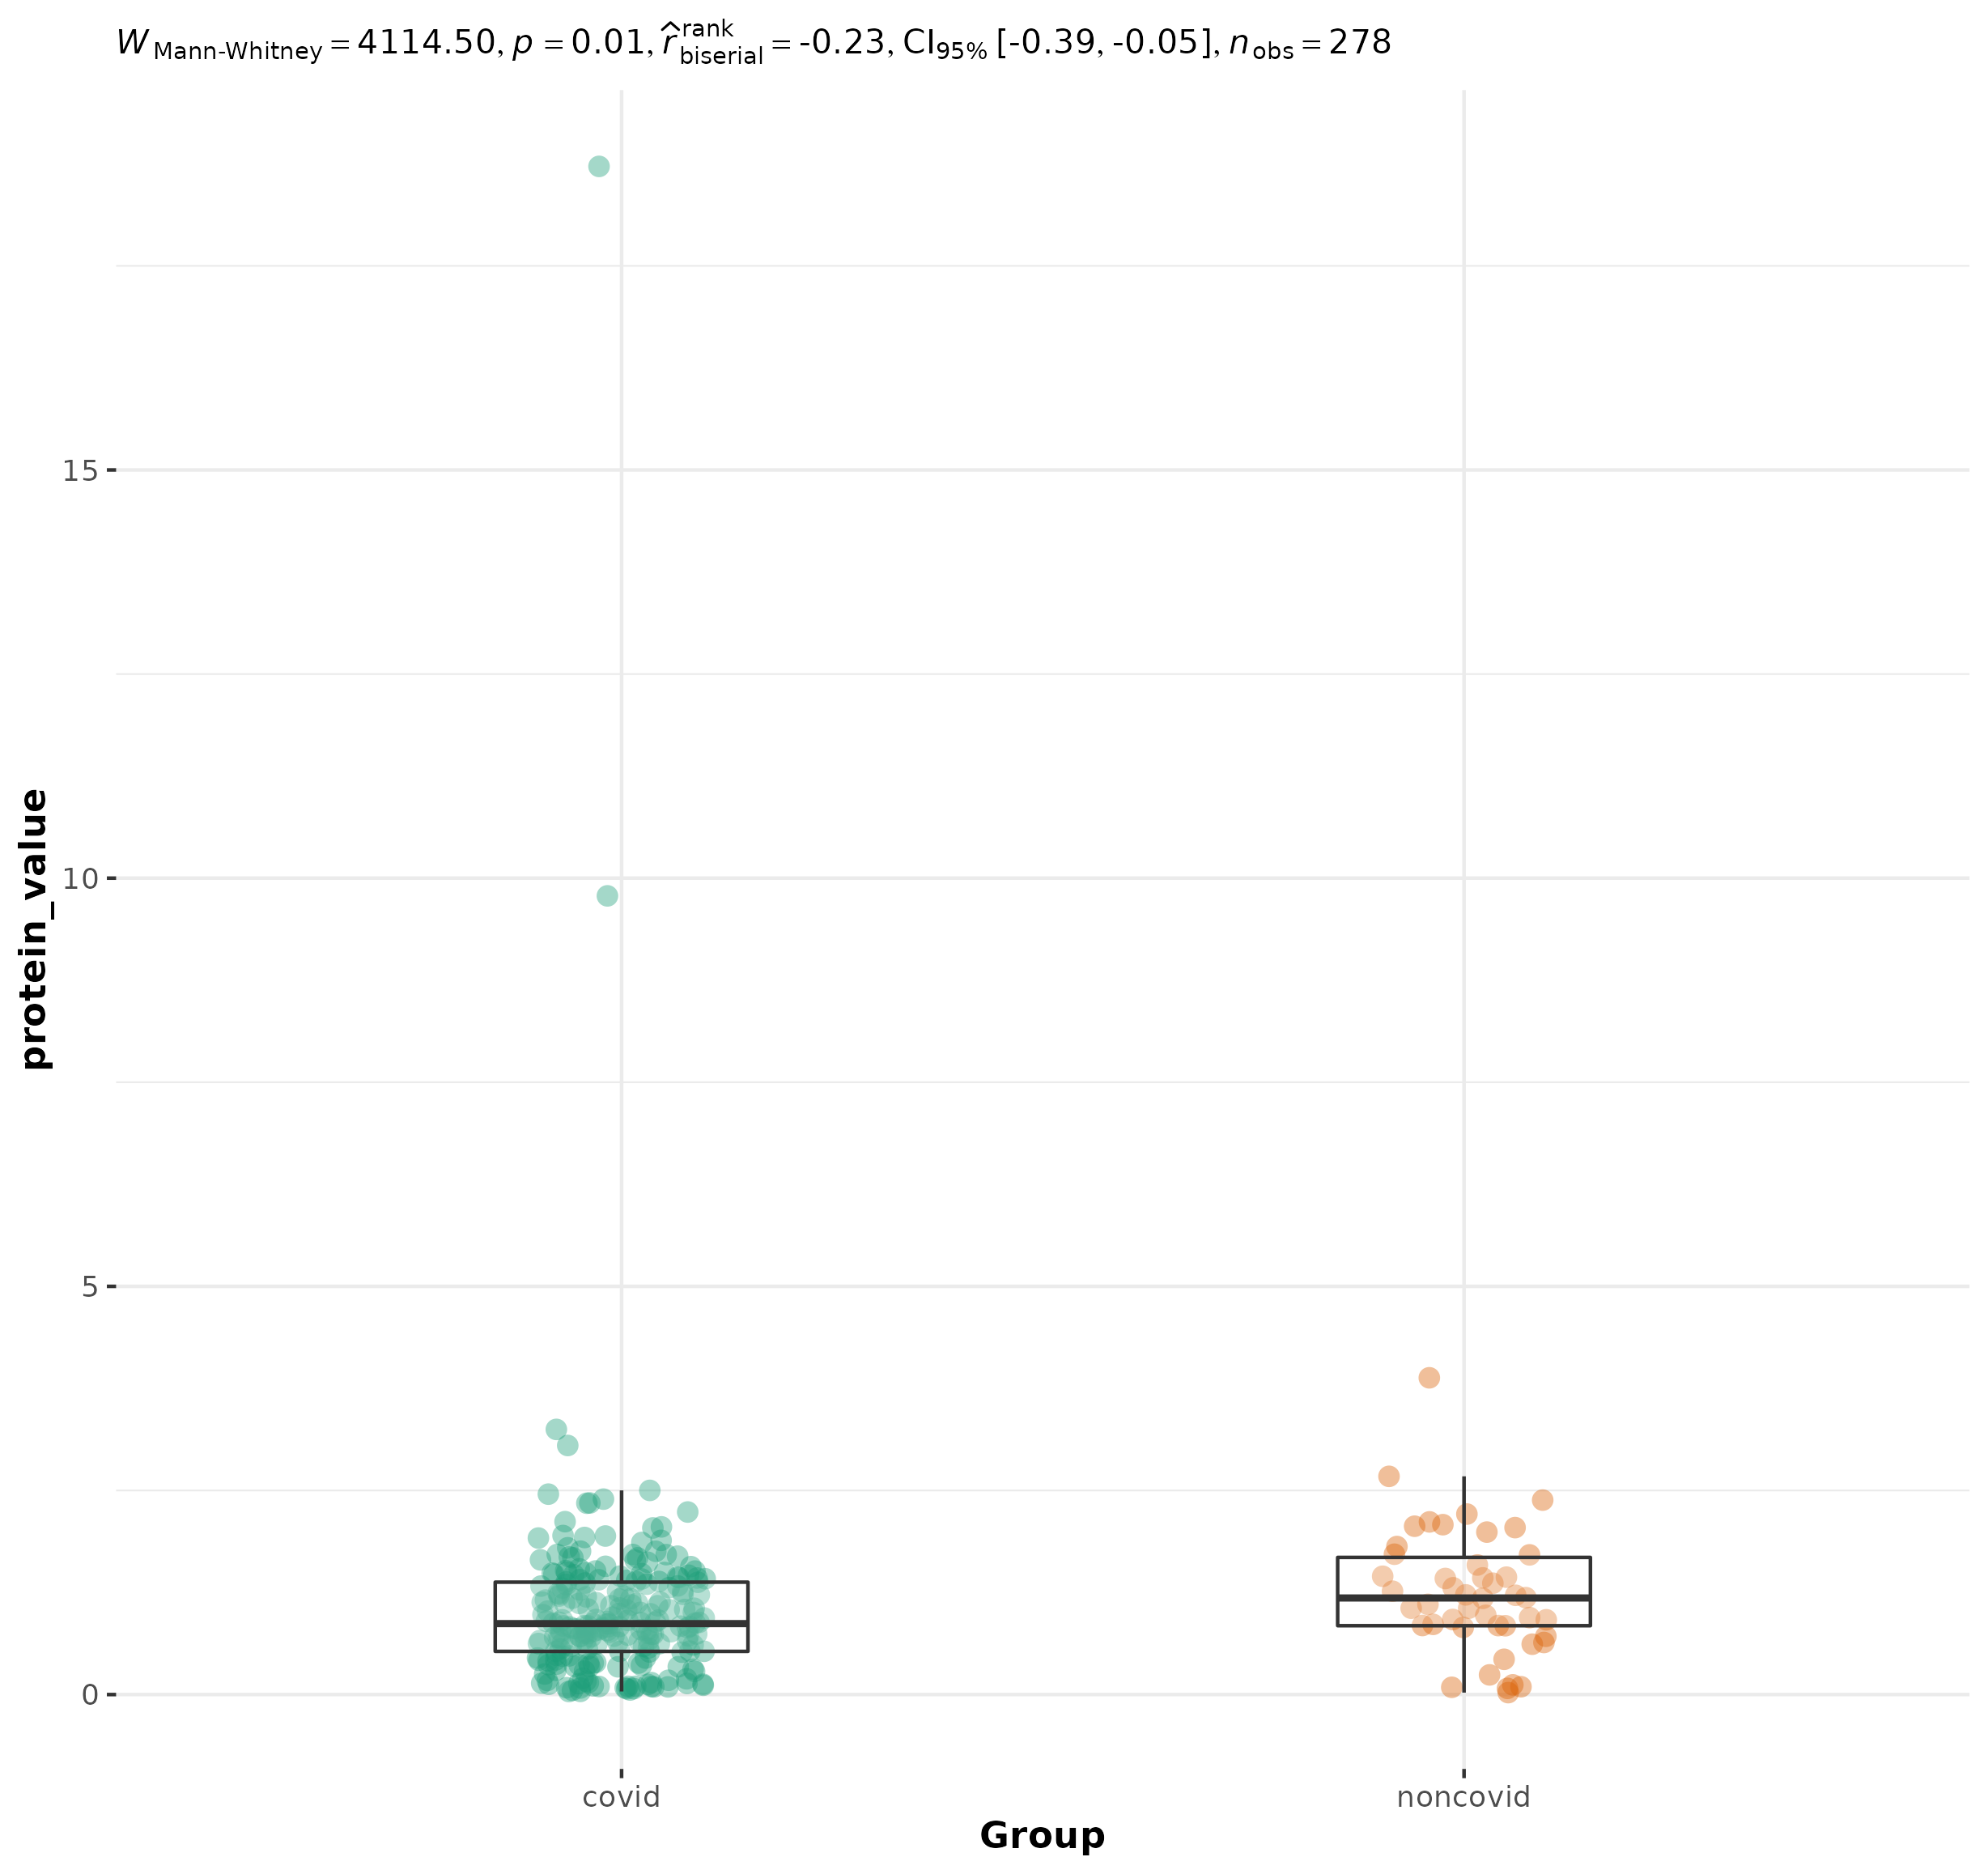 W Mann-Whitney = 4114.50, p = 0.01, r̂ rank biserial = -0.23, CI95% [-0.39, -0.05], n obs = 278
15
10
5
0
protein_value
covid noncovid
Group